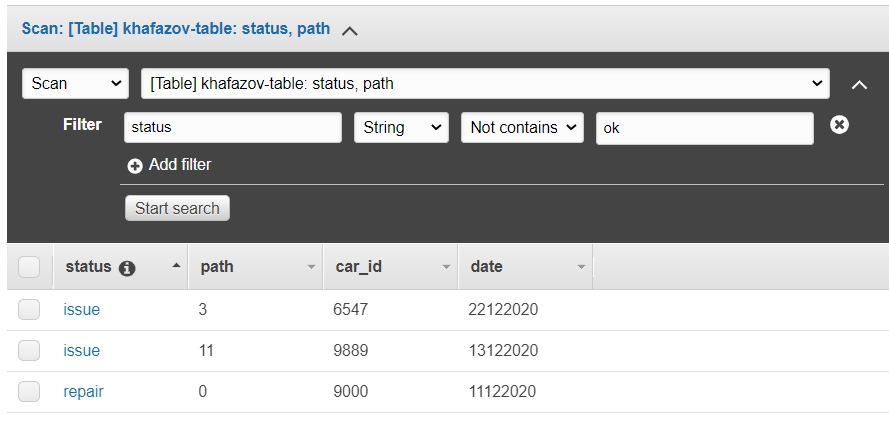 Scan: [Table] khafazov-table: status, path
Scan [Table] khafazov-table: status, path
Filter status String Not contains ok
Add filter
Start search
status path car_id date
issue 3 6547 22122020
issue 11 9889 13122020
repair 0 9000 11122020